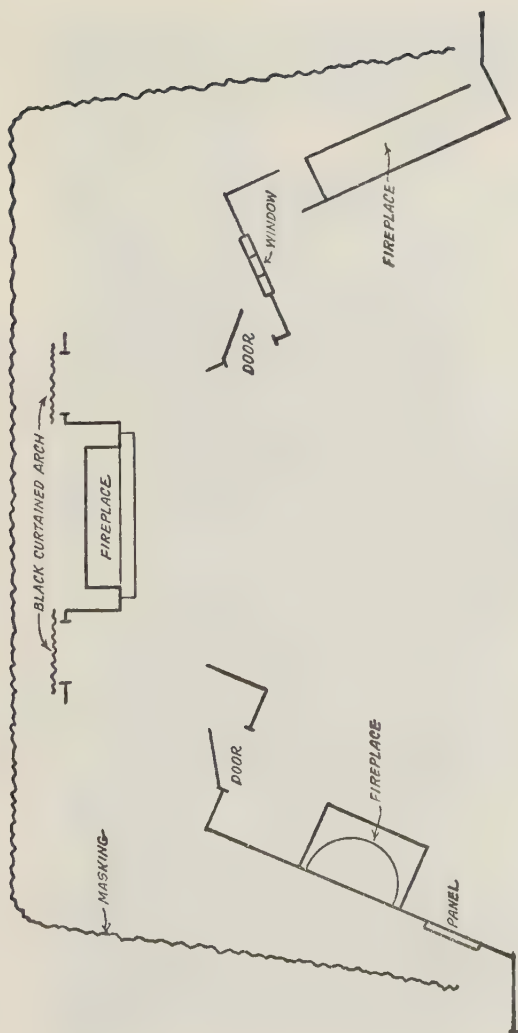 BLACK CURTAINED ARCH
FIREPLACE
MASKING
DOOR
FIREPLACE
PANEL
DOOR
WINDOW
FIREPLACE